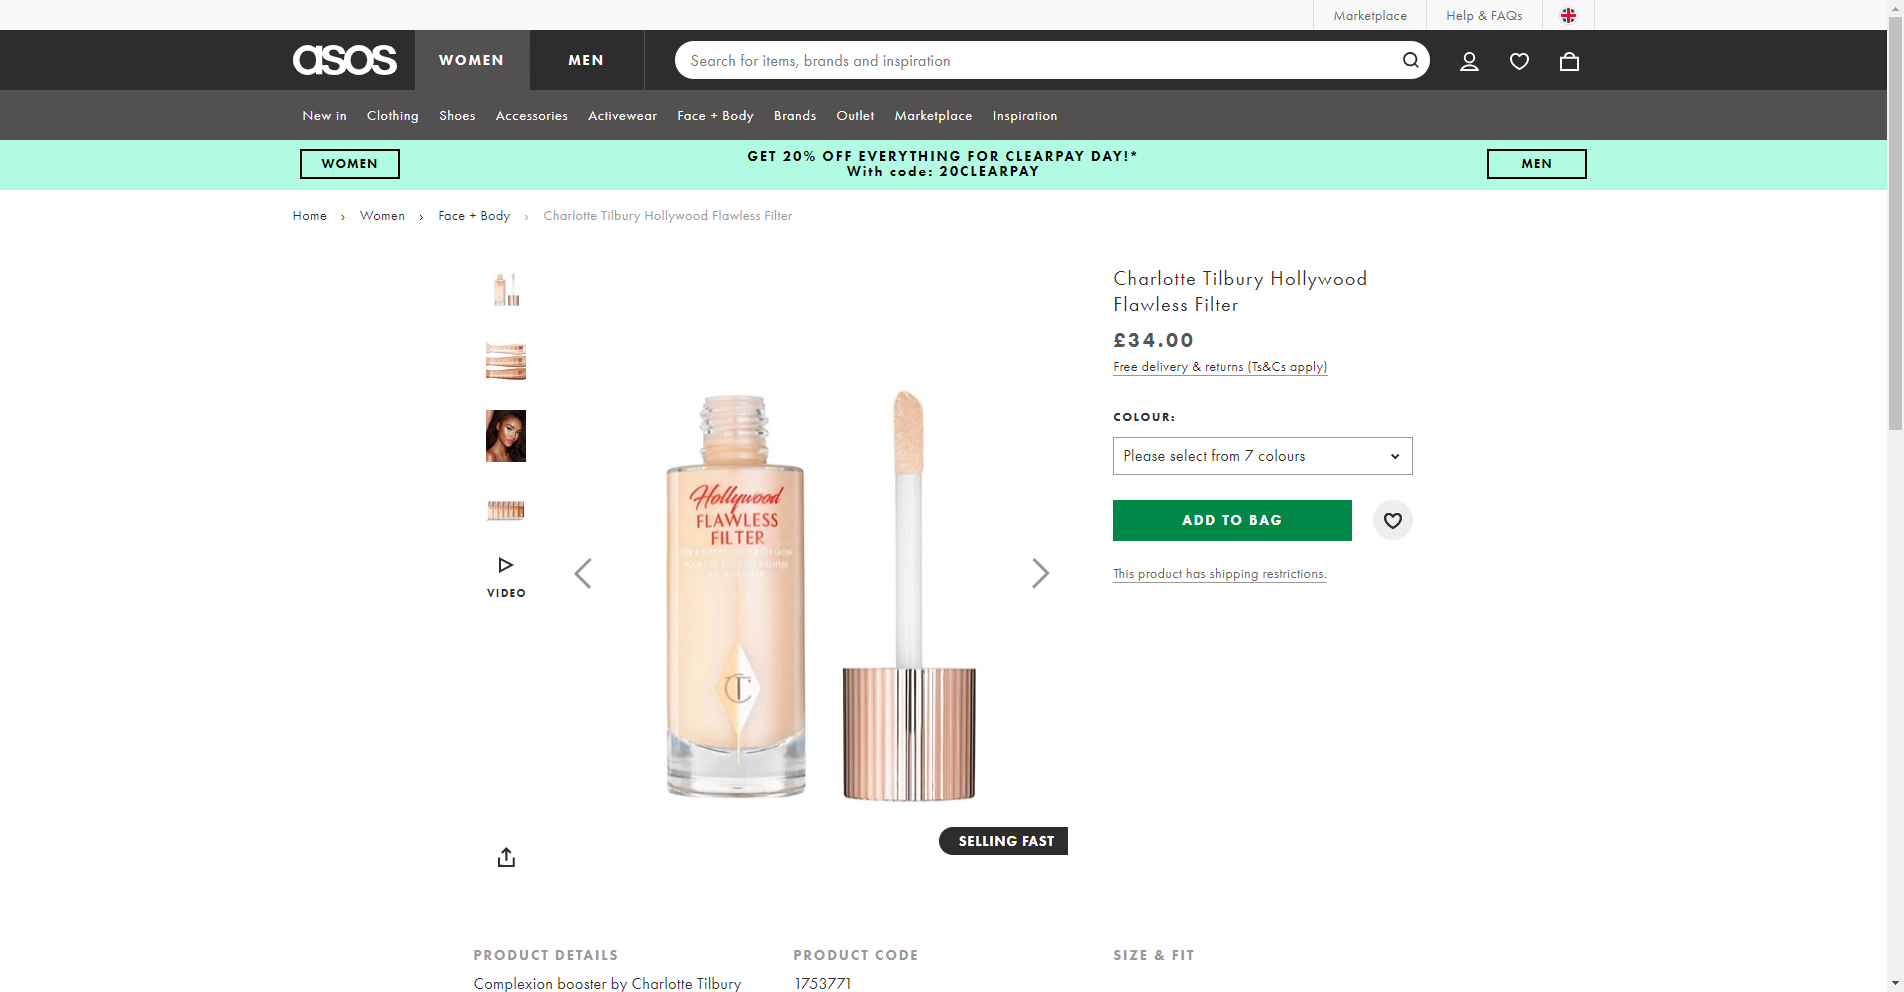 Marketplace
Help & FAQs
asos
WOMEN
MEN
Search for items, brands and inspiration
New in
Clothing
Shoes
Accessories
Activewear
Face + Body
Brands
Outlet
Marketplace
Inspiration
WOMEN
GET 20% OFF EVERYTHING FOR CLEARPAY DAY!*
With code: 20CLEARPAY
MEN
Home › Women › Face + Body › Charlotte Tilbury Hollywood Flawless Filter
VIDEO
Hollywood
FLAWLESS
FILTER
CT
SELLING FAST
Charlotte Tilbury Hollywood
Flawless Filter
£34.00
Free delivery & returns (Ts&Cs apply)
COLOUR:
Please select from 7 colours
ADD TO BAG
This product has shipping restrictions.
PRODUCT DETAILS
Complexion booster by Charlotte Tilbury
PRODUCT CODE
1753771
SIZE & FIT